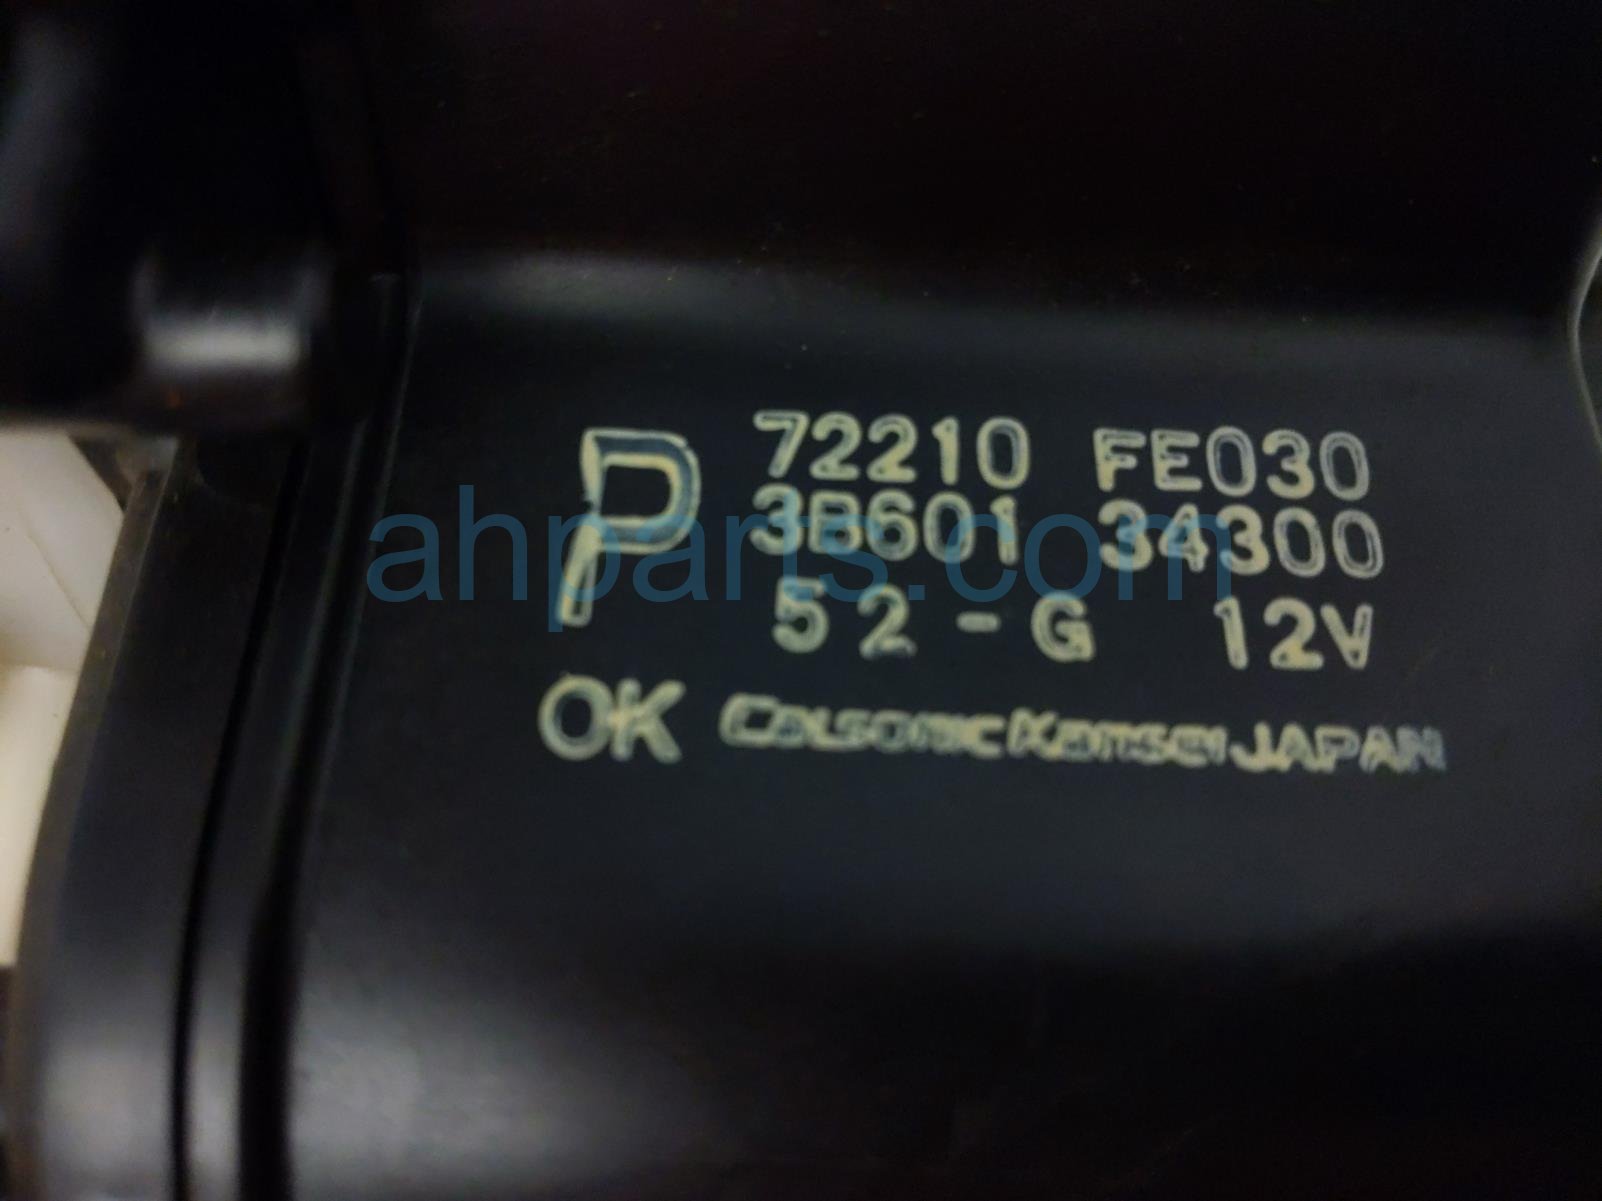 P 72210 FE030
3B601 34300
52-G 12V
OK CalsonicKansei JAPAN
ahparts.com